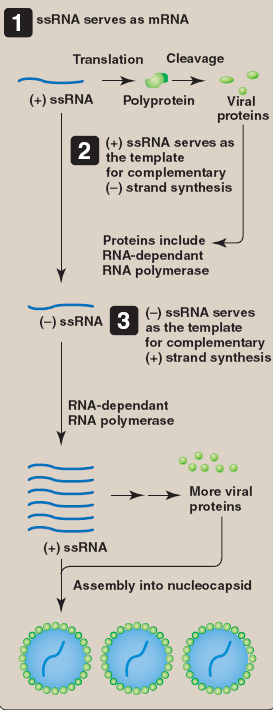 1 ssRNA serves as mRNA
Translation
Cleavage
(+) ssRNA
Polyprotein
Viral
proteins
2 (+) ssRNA serves as
the template
for complementary
(–) strand synthesis
Proteins include
RNA-dependant
RNA polymerase
(–) ssRNA
3 (–) ssRNA serves
as the template
for complementary
(+) strand synthesis
RNA-dependant
RNA polymerase
More viral
proteins
(+) ssRNA
Assembly into nucleocapsid